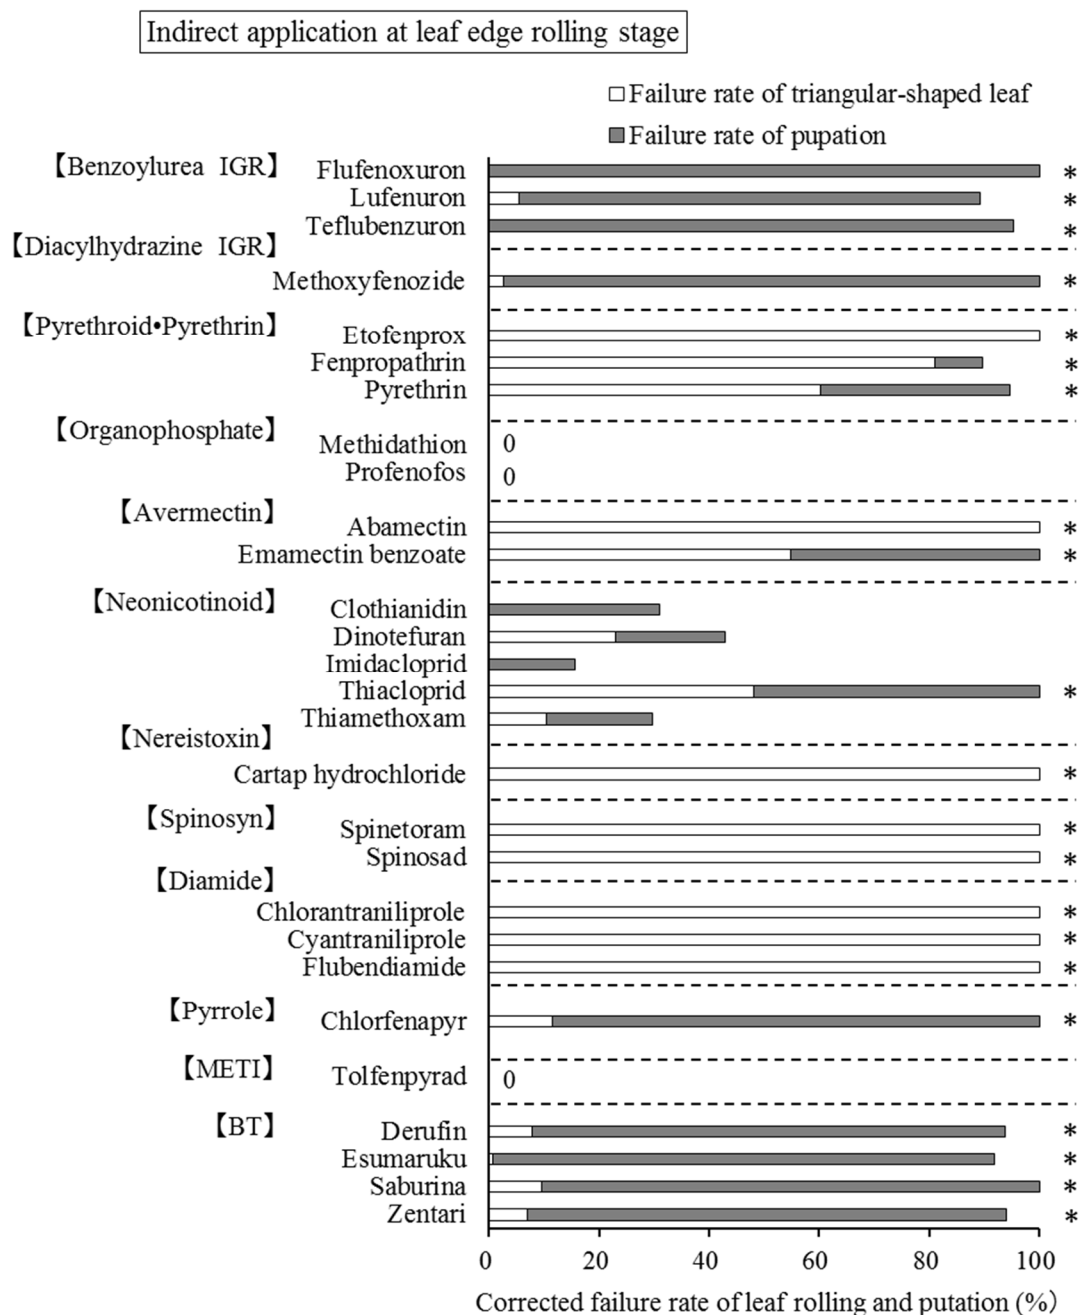 Indirect application at leaf edge rolling stage
□Failure rate of triangular-shaped leaf
■Failure rate of pupation
【Benzoylurea IGR】
Flufenoxuron *
Lufenuron *
Teflubenzuron *
【Diacylhydrazine IGR】
Methoxyfenozide *
【Pyrethroid•Pyrethrin】
Etofenprox *
Fenpropathrin *
Pyrethrin *
【Organophosphate】
Methidathion 0
Profenofos 0
【Avermectin】
Abamectin *
Emamectin benzoate *
【Neonicotinoid】
Clothianidin
Dinotefuran
Imidacloprid
Thiacloprid *
Thiamethoxam
【Nereistoxin】
Cartap hydrochloride *
【Spinosyn】
Spinetoram *
Spinosad *
【Diamide】
Chlorantraniliprole *
Cyantraniliprole *
Flubendiamide *
【Pyrrole】
Chlorfenapyr *
【METI】
Tolfenpyrad 0
【BT】
Derufin *
Esumaruku *
Saburina *
Zentari *
0 20 40 60 80 100
Corrected failure rate of leaf rolling and putation (%)